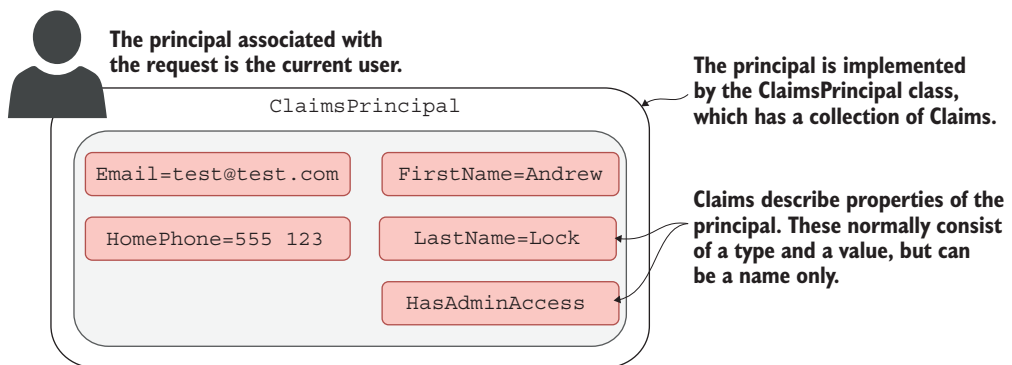 The principal associated with
the request is the current user.
ClaimsPrincipal
Email=test@test.com
FirstName=Andrew
HomePhone=555 123
LastName=Lock
HasAdminAccess
The principal is implemented
by the ClaimsPrincipal class,
which has a collection of Claims.
Claims describe properties of the
principal. These normally consist
of a type and a value, but can
be a name only.